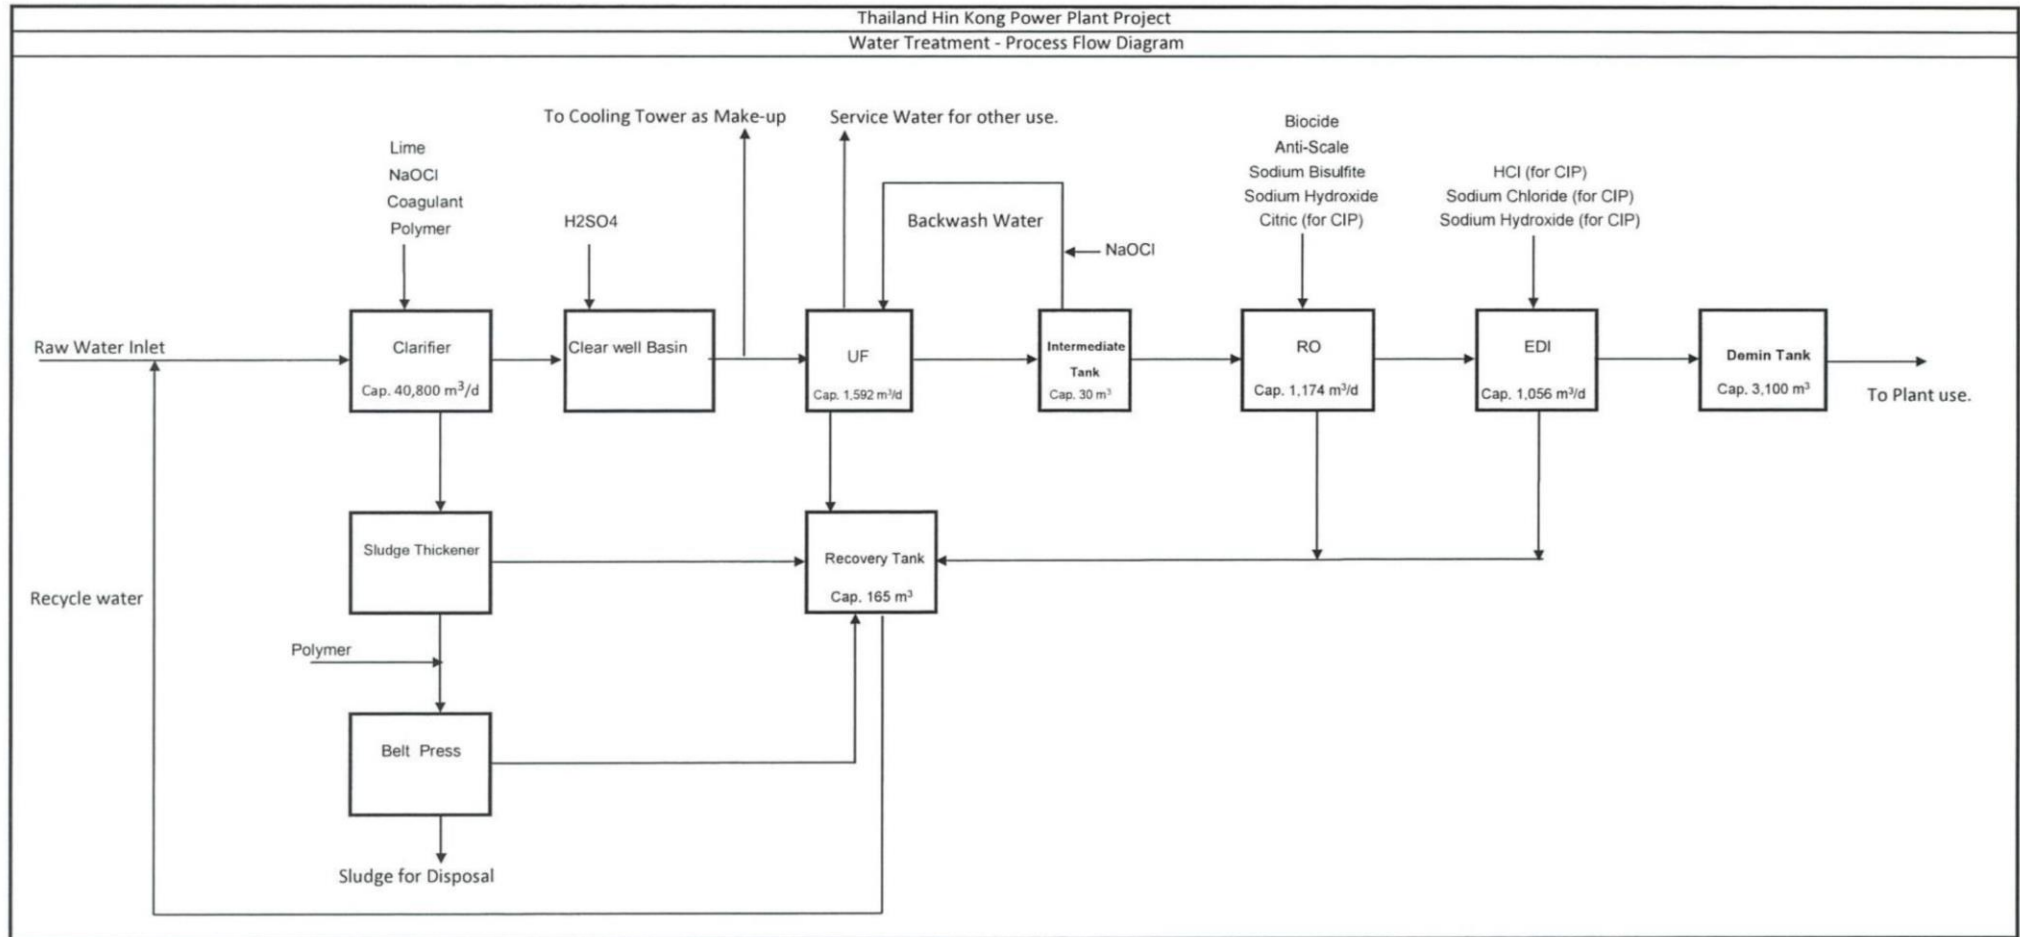 Thailand Hin Kong Power Plant Project
Water Treatment - Process Flow Diagram
To Cooling Tower as Make-up
Service Water for other use.
Lime
NaOCl
Coagulant
Polymer
H2SO4
Backwash Water
NaOCl
Biocide
Anti-Scale
Sodium Bisulfite
Sodium Hydroxide
Citric (for CIP)
HCl (for CIP)
Sodium Chloride (for CIP)
Sodium Hydroxide (for CIP)
Raw Water Inlet
Clarifier
Cap. 40,800 m³/d
Clear well Basin
UF
Cap. 1,592 m³/d
Intermediate
Tank
Cap. 30 m³
RO
Cap. 1,174 m³/d
EDI
Cap. 1,056 m³/d
Demin Tank
Cap. 3,100 m³
To Plant use.
Sludge Thickener
Recovery Tank
Cap. 165 m³
Recycle water
Polymer
Belt Press
Sludge for Disposal